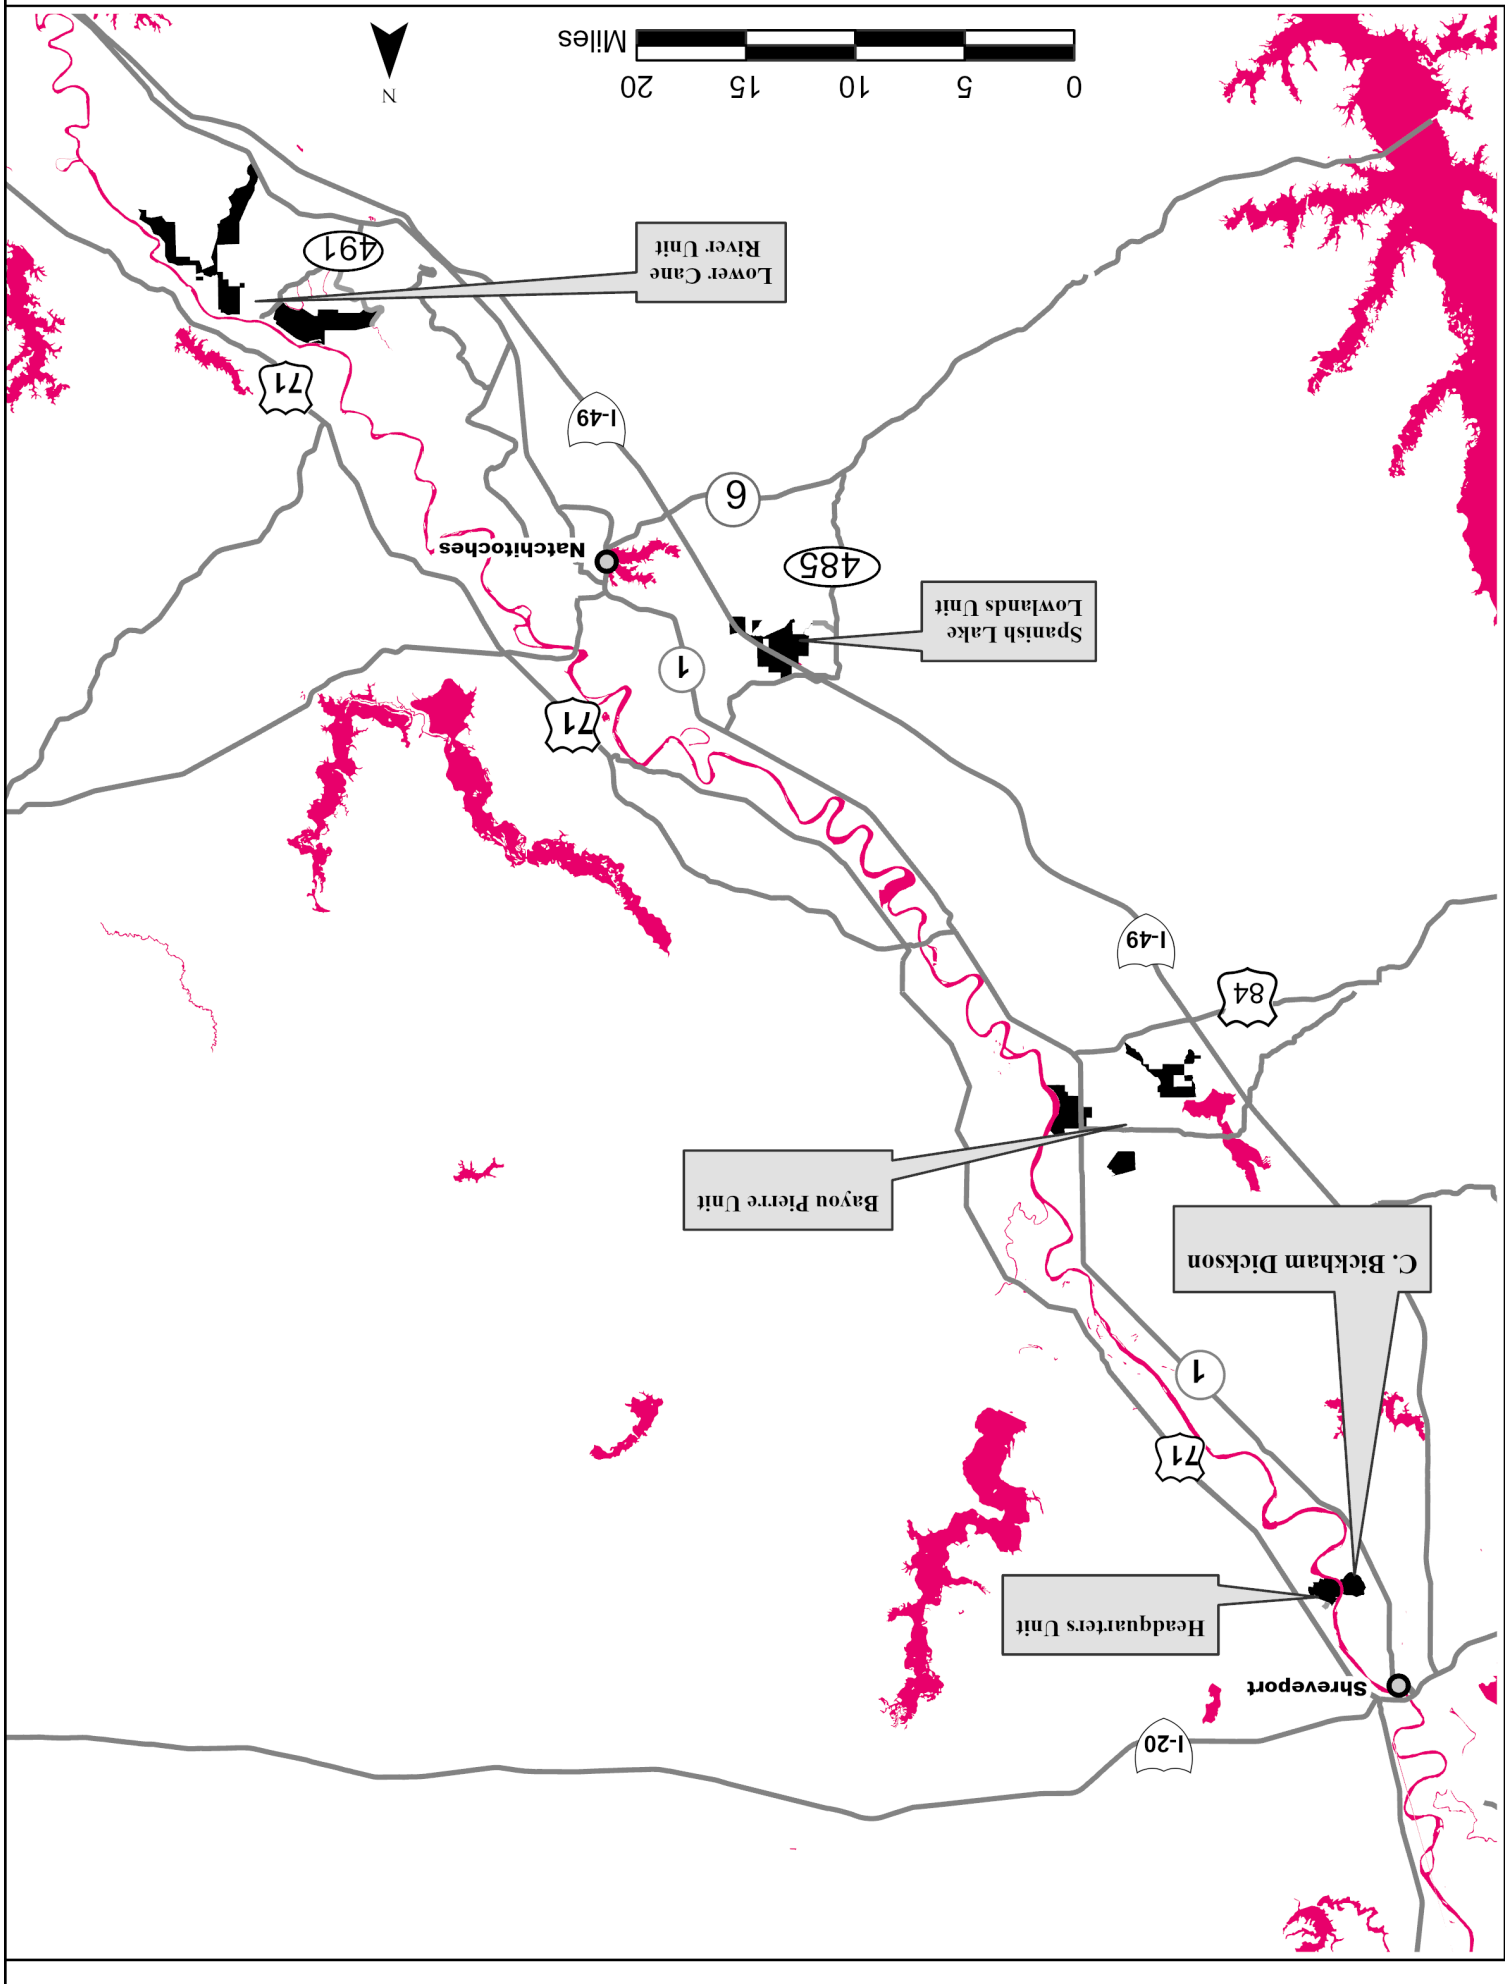 I-20
Shreveport
Headquarters Unit
71
1
C. Bickham Dickson
Bayou Pierre Unit
84
I-49
71
1
Spanish Lake
Lowlands Unit
485
Natchitoches
6
I-49
71
Lower Cane
River Unit
491
N
0 5 10 15 20
Miles